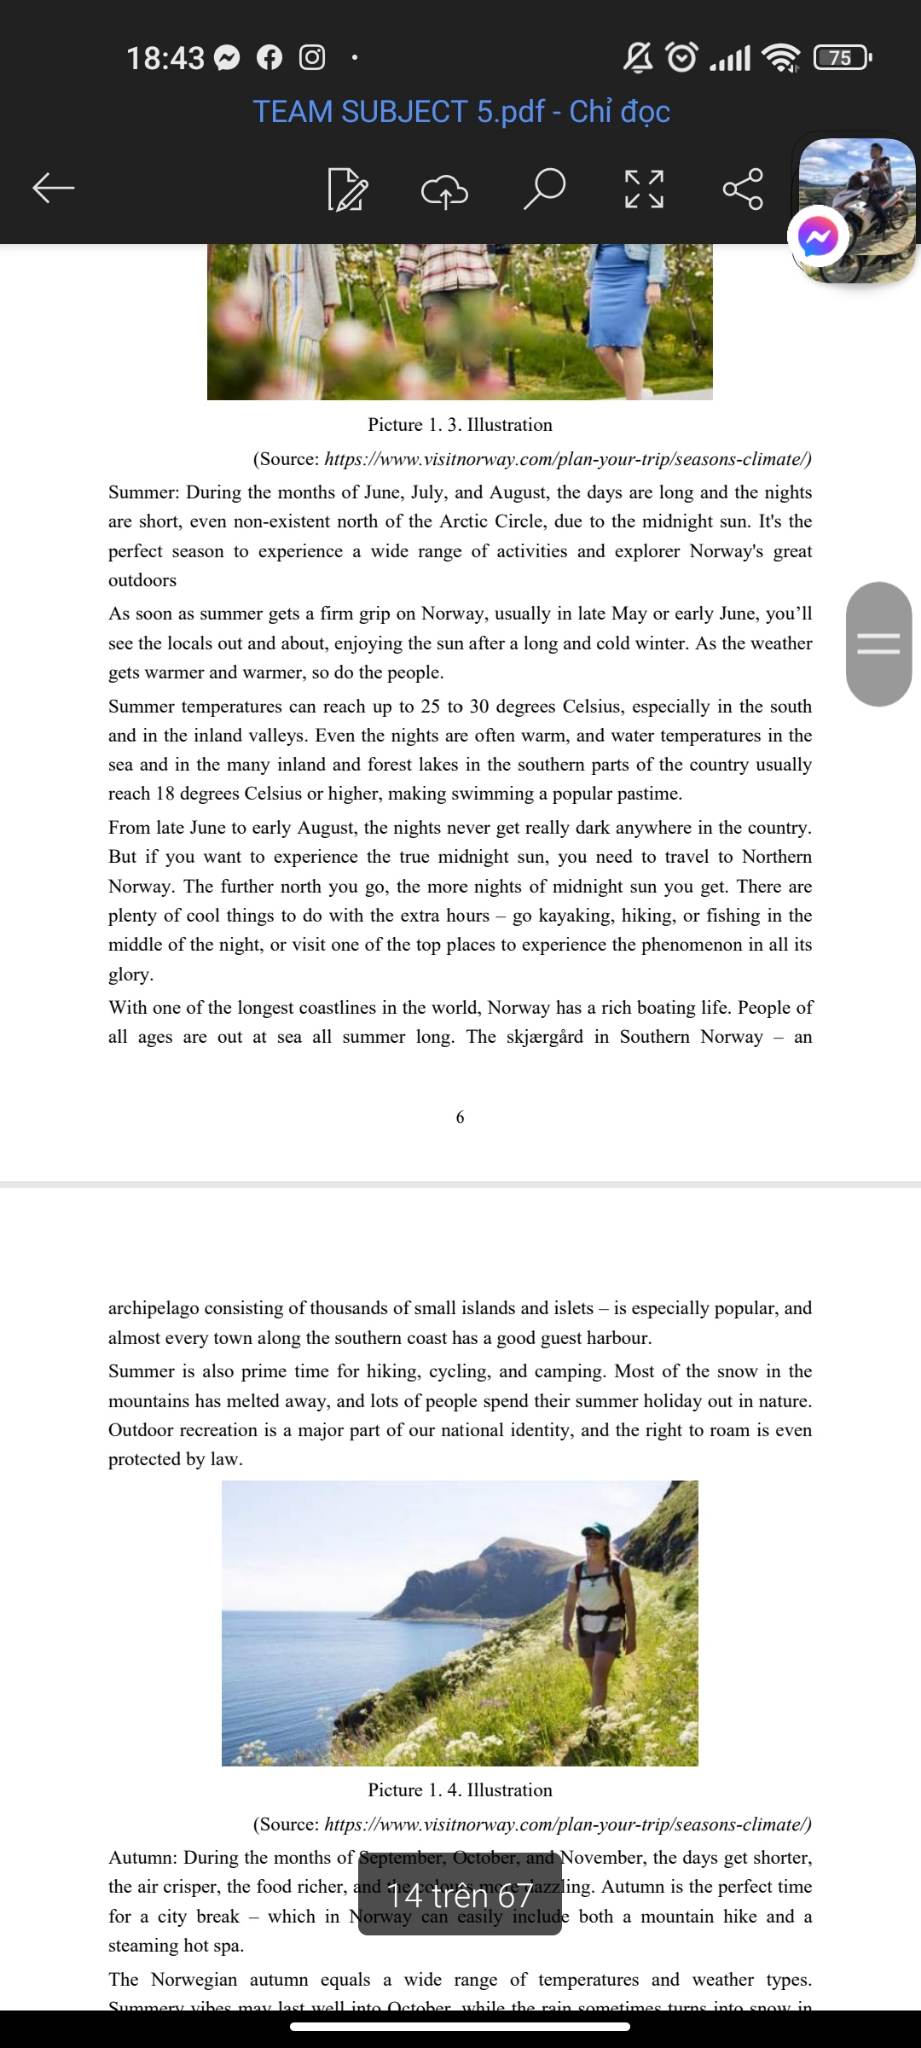 18:43
75
TEAM SUBJECT 5.pdf - Chỉ đọc
Picture 1. 3. Illustration
(Source: https://www.visitnorway.com/plan-your-trip/seasons-climate/)
Summer: During the months of June, July, and August, the days are long and the nights
are short, even non-existent north of the Arctic Circle, due to the midnight sun. It's the
perfect season to experience a wide range of activities and explorer Norway's great
outdoors
As soon as summer gets a firm grip on Norway, usually in late May or early June, you’ll
see the locals out and about, enjoying the sun after a long and cold winter. As the weather
gets warmer and warmer, so do the people.
Summer temperatures can reach up to 25 to 30 degrees Celsius, especially in the south
and in the inland valleys. Even the nights are often warm, and water temperatures in the
sea and in the many inland and forest lakes in the southern parts of the country usually
reach 18 degrees Celsius or higher, making swimming a popular pastime.
From late June to early August, the nights never get really dark anywhere in the country.
But if you want to experience the true midnight sun, you need to travel to Northern
Norway. The further north you go, the more nights of midnight sun you get. There are
plenty of cool things to do with the extra hours – go kayaking, hiking, or fishing in the
middle of the night, or visit one of the top places to experience the phenomenon in all its
glory.
With one of the longest coastlines in the world, Norway has a rich boating life. People of
all ages are out at sea all summer long. The skjærgård in Southern Norway – an
6
archipelago consisting of thousands of small islands and islets – is especially popular, and
almost every town along the southern coast has a good guest harbour.
Summer is also prime time for hiking, cycling, and camping. Most of the snow in the
mountains has melted away, and lots of people spend their summer holiday out in nature.
Outdoor recreation is a major part of our national identity, and the right to roam is even
protected by law.
Picture 1. 4. Illustration
(Source: https://www.visitnorway.com/plan-your-trip/seasons-climate/)
Autumn: During the months of September, October, and November, the days get shorter,
the air crisper, the food richer, and the colours more dazzling. Autumn is the perfect time
14 trên 67
for a city break – which in Norway can easily include both a mountain hike and a
steaming hot spa.
The Norwegian autumn equals a wide range of temperatures and weather types.
Summery vibes may last well into October, while the rain sometimes turns into snow in